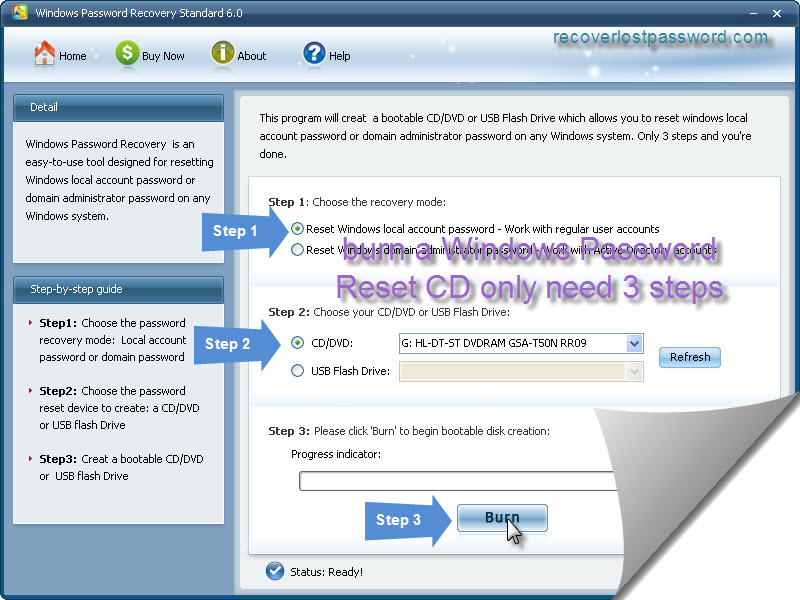 Windows Password Recovery Standard 6.0
recoverlostpassword.com
Home Buy Now About Help
Detail
Windows Password Recovery is an
easy-to-use tool designed for resetting
Windows local account password or
domain administrator password on any
Windows system.
Step-by-step guide
Step1: Choose the password
recovery mode: Local account
password or domain password
Step2: Choose the password
reset device to create: a CD/DVD
or USB flash Drive
Step3: Creat a bootable CD/DVD
or USB flash Drive
This program will creat a bootable CD/DVD or USB Flash Drive which allows you to reset windows local
account password or domain administrator password on any Windows system. Only 3 steps and you're
done.
Step 1: Choose the recovery mode:
Step 1
Reset Windows local account password - Work with regular user accounts
Reset Windows domain administrator password - Work with Active Directory accounts
burn a Windows Password
Reset CD only need 3 steps
Step 2: Choose your CD/DVD or USB Flash Drive:
Step 2
CD/DVD: G: HL-DT-ST DVDRAM GSA-T50N RR09
Refresh
USB Flash Drive:
Step 3: Please click 'Burn' to begin bootable disk creation:
Progress indicator:
Step 3
Burn
Status: Ready!